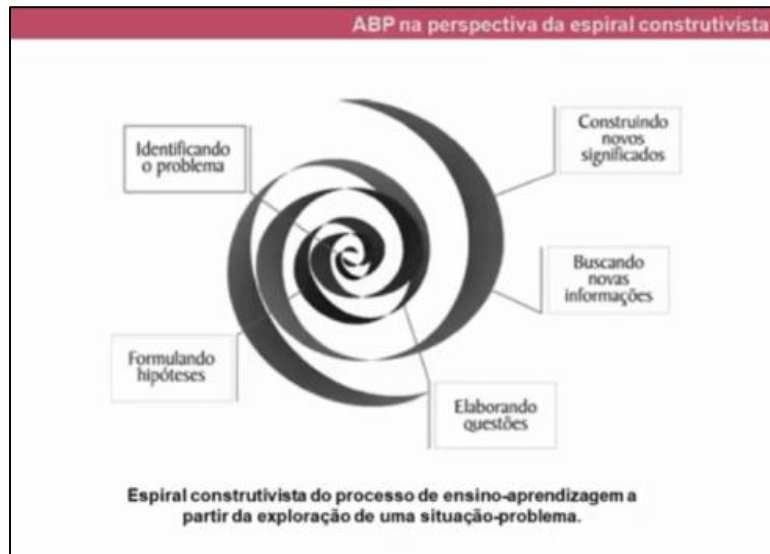 ABP na perspectiva da espiral construtivista
Identificando
o problema
Construindo
novos
significados
Buscando
novas
informações
Formulando
hipóteses
Elaborando
questões
Espiral construtivista do processo de ensino-aprendizagem a
partir da exploração de uma situação-problema.